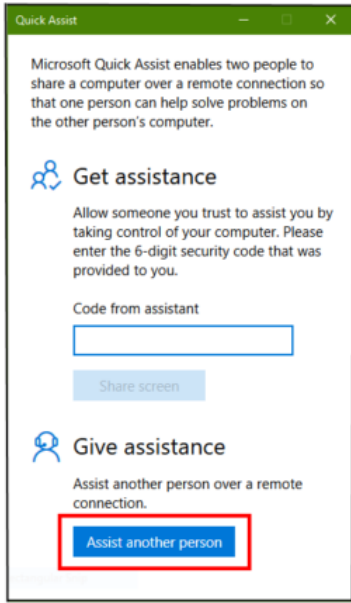 Quick Assist
Microsoft Quick Assist enables two people to
share a computer over a remote connection so
that one person can help solve problems on
the other person's computer.
Get assistance
Allow someone you trust to assist you by
taking control of your computer. Please
enter the 6-digit security code that was
provided to you.
Code from assistant
Share screen
Give assistance
Assist another person over a remote
connection.
Assist another person